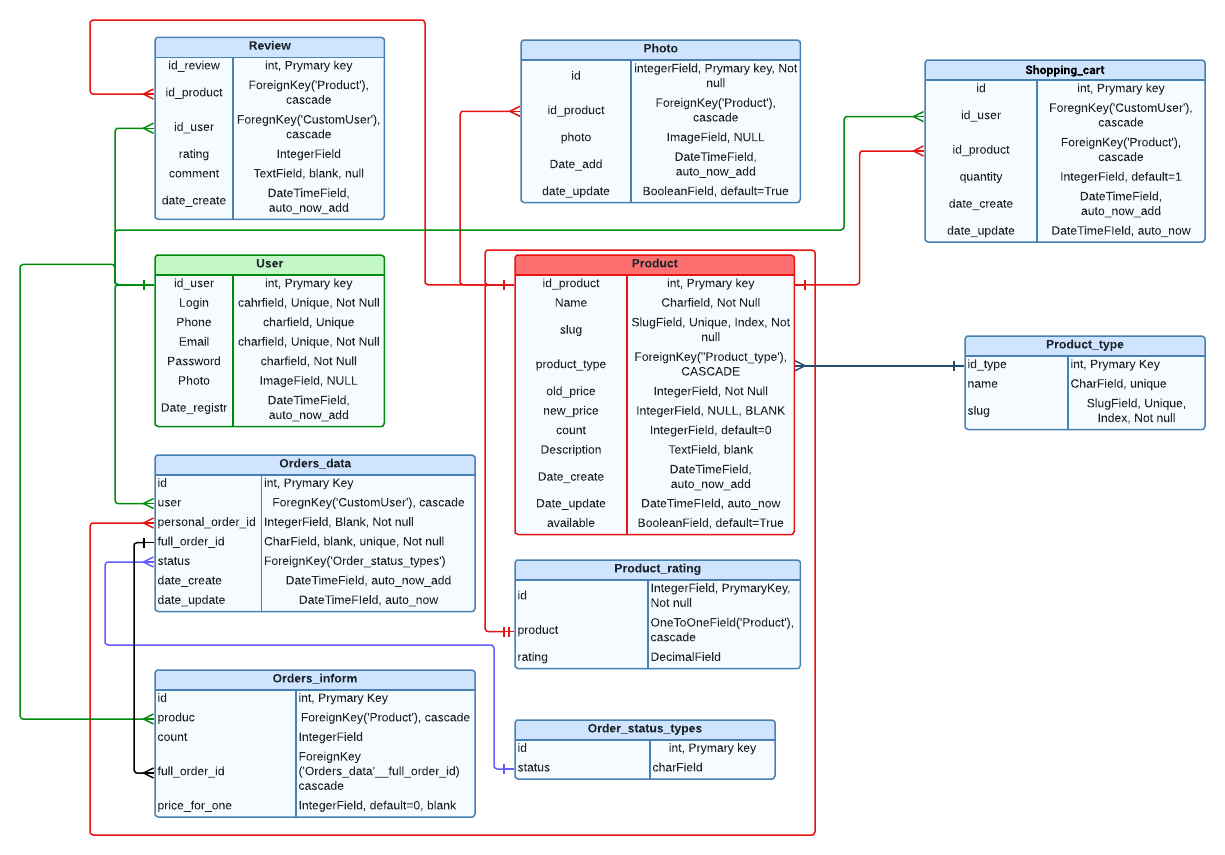 Review
id_review int, Prymary key
id_product ForeignKey('Product'),
cascade
id_user ForegnKey('CustomUser'),
cascade
rating IntegerField
comment TextField, blank, null
date_create DateTimeField,
auto_now_add
Photo
id integerField, Prymary key, Not
null
id_product ForeignKey('Product'),
cascade
photo ImageField, NULL
Date_add DateTimeField,
auto_now_add
date_update BooleanField, default=True
Shopping_cart
id int, Prymary key
id_user ForegnKey('CustomUser'),
cascade
id_product ForeignKey('Product'),
cascade
quantity IntegerField, default=1
date_create DateTimeField,
auto_now_add
date_update DateTimeFIeld, auto_now
User
id_user int, Prymary key
Login cahrfield, Unique, Not Null
Phone charfield, Unique
Email charfield, Unique, Not Null
Password charfield, Not Null
Photo ImageField, NULL
Date_registr DateTimeField,
auto_now_add
Product
id_product int, Prymary key
Name Charfield, Not Null
slug SlugField, Unique, Index, Not
null
product_type ForeignKey("Product_type'),
CASCADE
old_price IntegerField, Not Null
new_price IntegerField, NULL, BLANK
count IntegerField, default=0
Description TextField, blank
Date_create DateTimeField,
auto_now_add
Date_update DateTimeFIeld, auto_now
available BooleanField, default=True
Product_type
id_type int, Prymary Key
name CharField, unique
slug SlugField, Unique,
Index, Not null
Orders_data
id int, Prymary Key
user ForegnKey('CustomUser'), cascade
personal_order_id IntegerField, Blank, Not null
full_order_id CharField, blank, unique, Not null
status ForeignKey('Order_status_types')
date_create DateTimeField, auto_now_add
date_update DateTimeFIeld, auto_now
Product_rating
id IntegerField, PrymaryKey,
Not null
product OneToOneField('Product'),
cascade
rating DecimalField
Orders_inform
id int, Prymary Key
produc ForeignKey('Product'), cascade
count IntegerField
full_order_id ForeignKey
('Orders_data'__full_order_id)
cascade
price_for_one IntegerField, default=0, blank
Order_status_types
id int, Prymary key
status charField